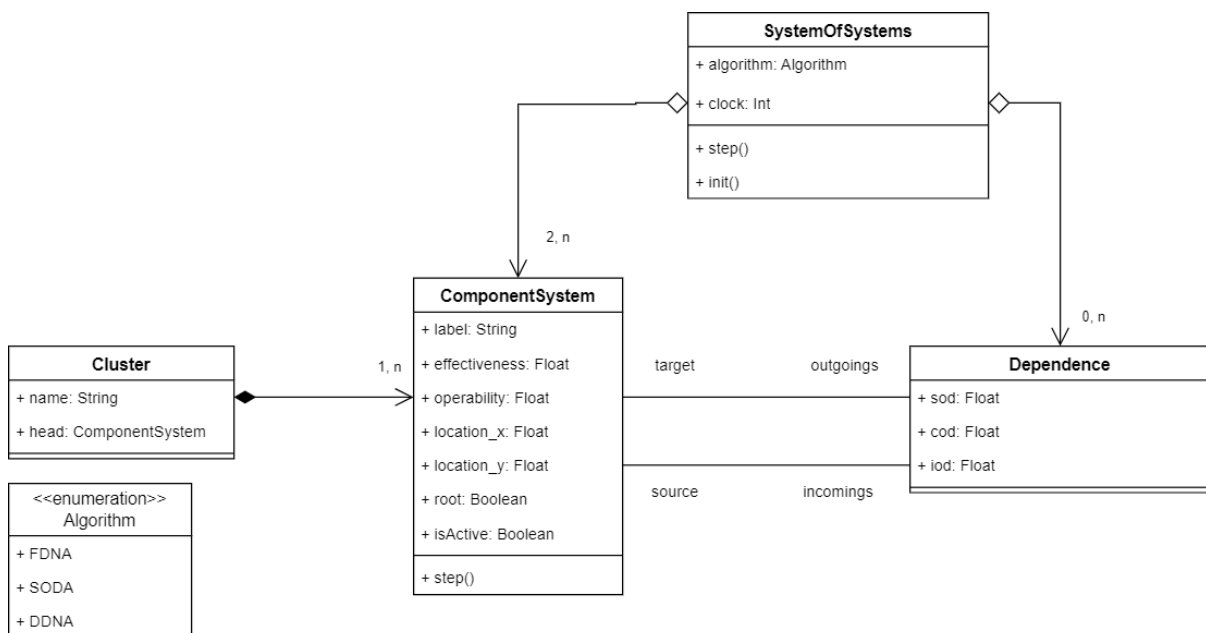 SystemOfSystems
+ algorithm: Algorithm
+ clock: Int
+ step()
+ init()
2, n
0, n
ComponentSystem
+ label: String
+ effectiveness: Float
+ operability: Float
+ location_x: Float
+ location_y: Float
+ root: Boolean
+ isActive: Boolean
+ step()
Cluster
+ name: String
+ head: ComponentSystem
1, n
target
outgoings
source
incomings
Dependence
+ sod: Float
+ cod: Float
+ iod: Float
<<enumeration>>
Algorithm
+ FDNA
+ SODA
+ DDNA